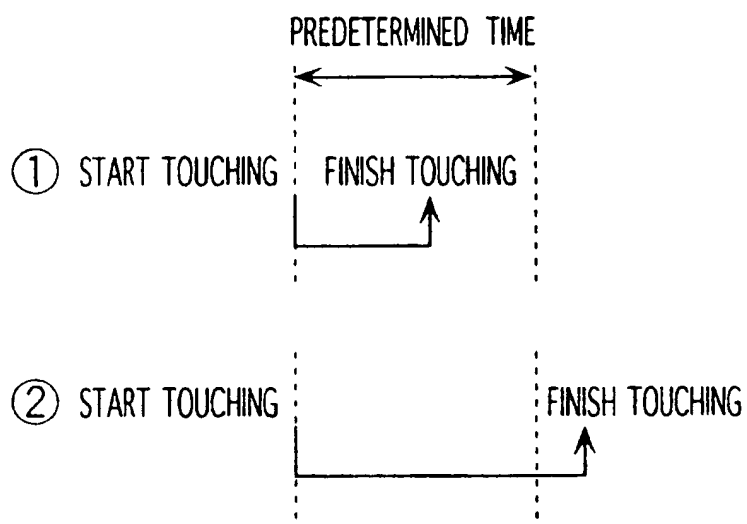 PREDETERMINED TIME
① START TOUCHING FINISH TOUCHING
② START TOUCHING FINISH TOUCHING